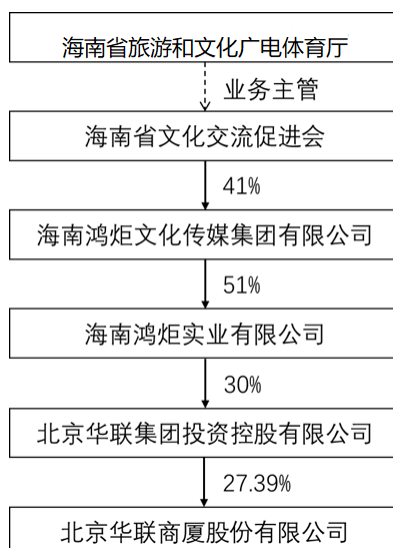 海南省旅游和文化广电体育厅
业务主管
海南省文化交流促进会
41%
海南鸿炬文化传媒集团有限公司
51%
海南鸿炬实业有限公司
30%
北京华联集团投资控股有限公司
27.39%
北京华联商厦股份有限公司